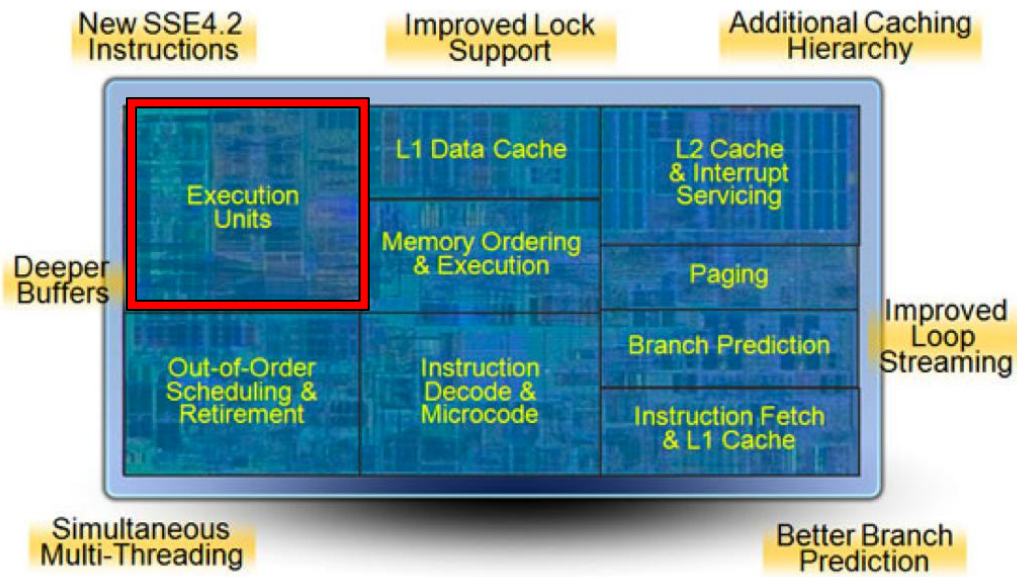 New SSE4.2
Instructions
Improved Lock
Support
Additional Caching
Hierarchy
Execution
Units
L1 Data Cache
L2 Cache
& Interrupt
Servicing
Memory Ordering
& Execution
Paging
Deeper
Buffers
Improved
Loop
Streaming
Out-of-Order
Scheduling &
Retirement
Instruction
Decode &
Microcode
Branch Prediction
Instruction Fetch
& L1 Cache
Simultaneous
Multi-Threading
Better Branch
Prediction